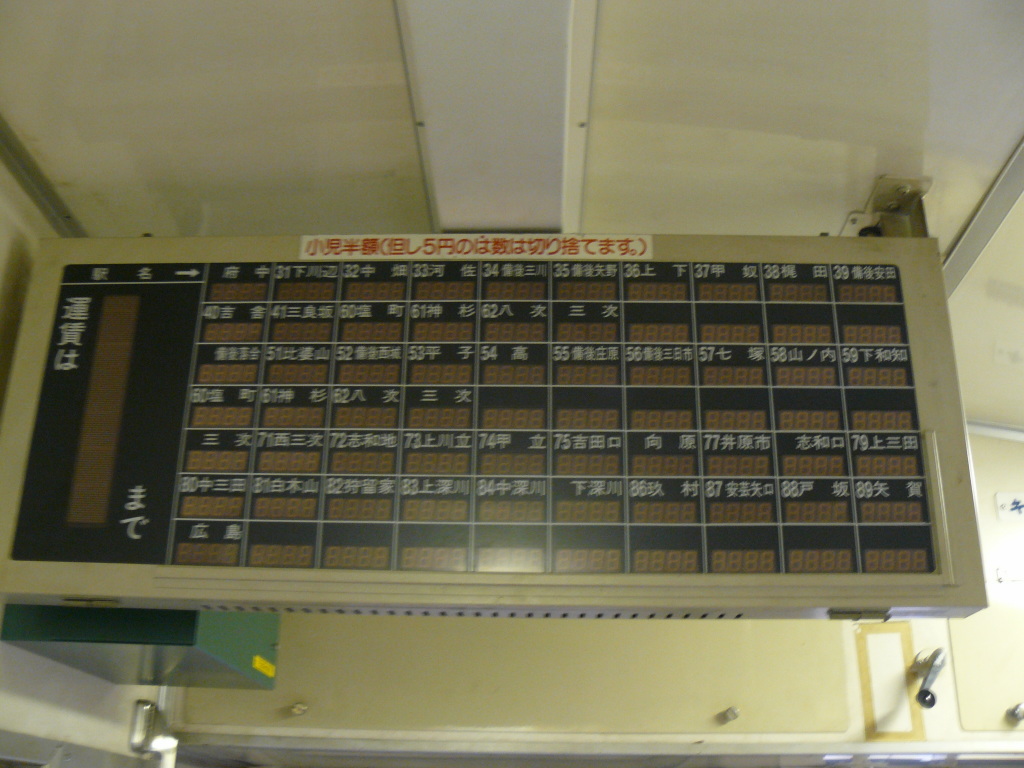 小児半額(但し5円のは数は切り捨てます。)
駅名→ 府中 31下川辺 32中畑 33河佐 34備後三川 35備後矢野 36上下 37甲奴 38梶田 39備後安田
運賃は
40吉舎 41三良坂 60塩町 61神杉 62八次 三次
備後落合 51比婆山 52備後西城 53平子 54高 55備後庄原 56備後三日市 57七塚 58山ノ内 59下和知
60塩町 61神杉 62八次 三次
三次 71西三次 72志和地 73上川立 74甲立 75吉田口 向原 77井原市 志和口 79上三田
80中三田 81白木山 82狩留家 83上深川 84中深川 下深川 86玖村 87安芸矢口 88戸坂 89矢賀
まで
広島